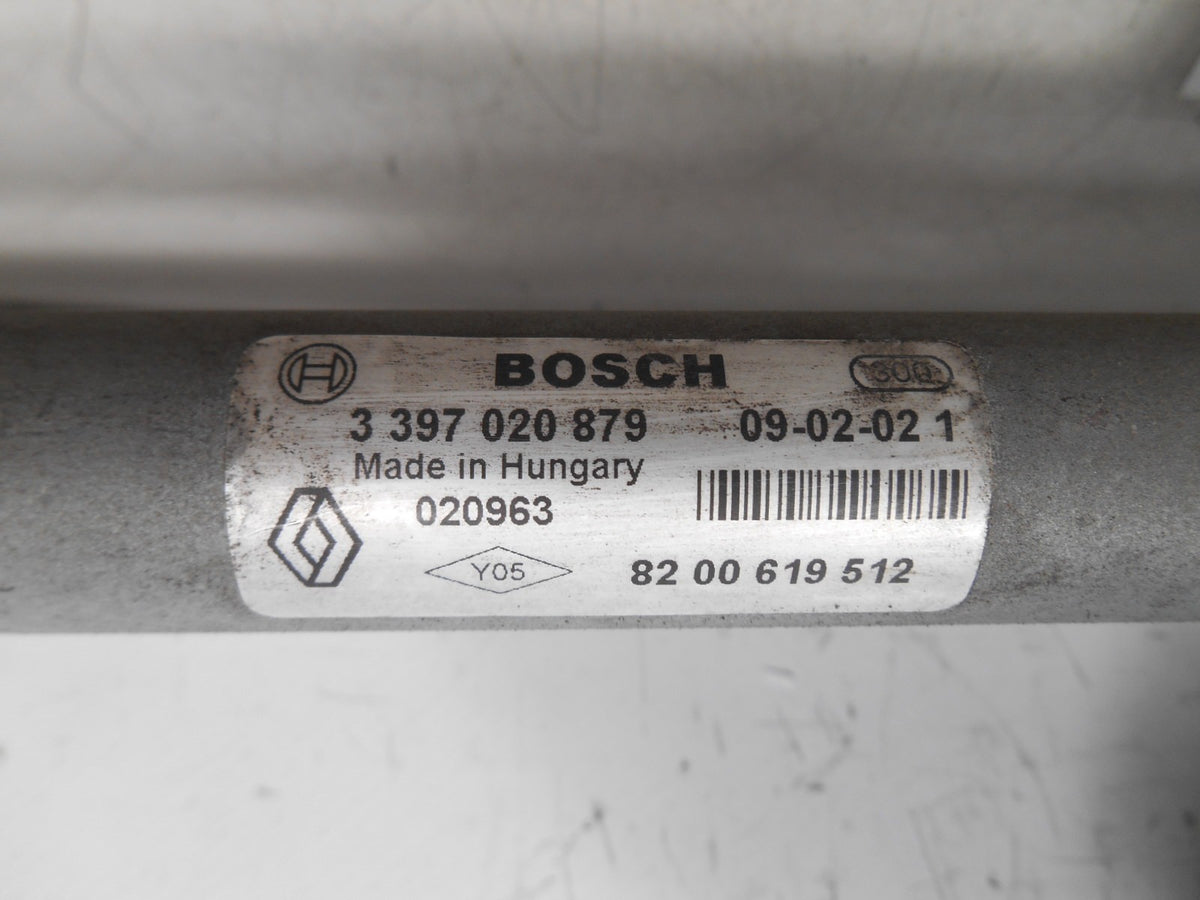 BOSCH
3 397 020 879 09-02-02 1
Made in Hungary
020963
Y05 82 00 619 512